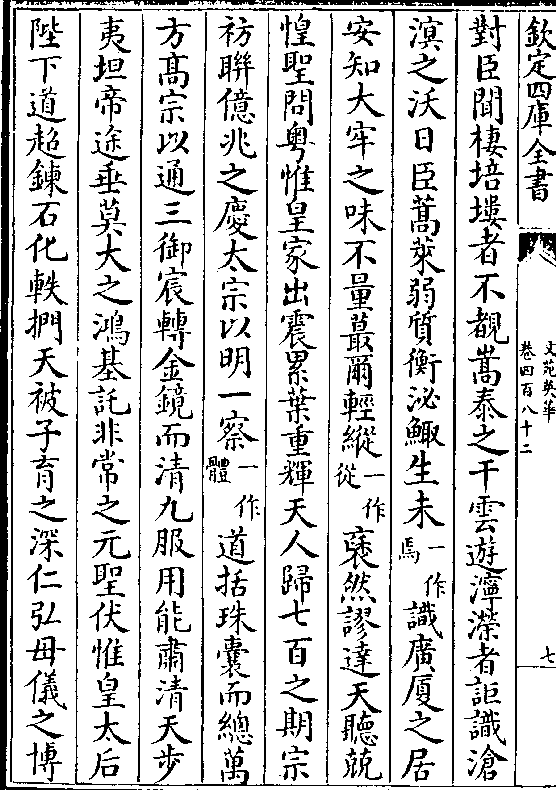 欽定四庫全書
文苑英華
卷四百八十二
七
對臣聞棲培塿者不覩嵩泰之干雲遊濘濴者詎識滄
溟之沃日臣蒿萊弱質衡泌鯫生未一作焉識廣厦之居
安知大牢之味不量蕞爾輕縱一作從褎然謬達天聽兢
惶聖問粤惟皇家出震累葉重輝天人歸七百之期宗
祊聯億兆之慶太宗以明一察一作體道括珠囊而總萬
方髙宗以通三御宸轉金鏡而清九服用能肅清天步
夷坦帝途垂莫大之鴻基託非常之元聖伏惟皇太后
陛下道超鍊石化軼捫天被子育之深仁弘母儀之博